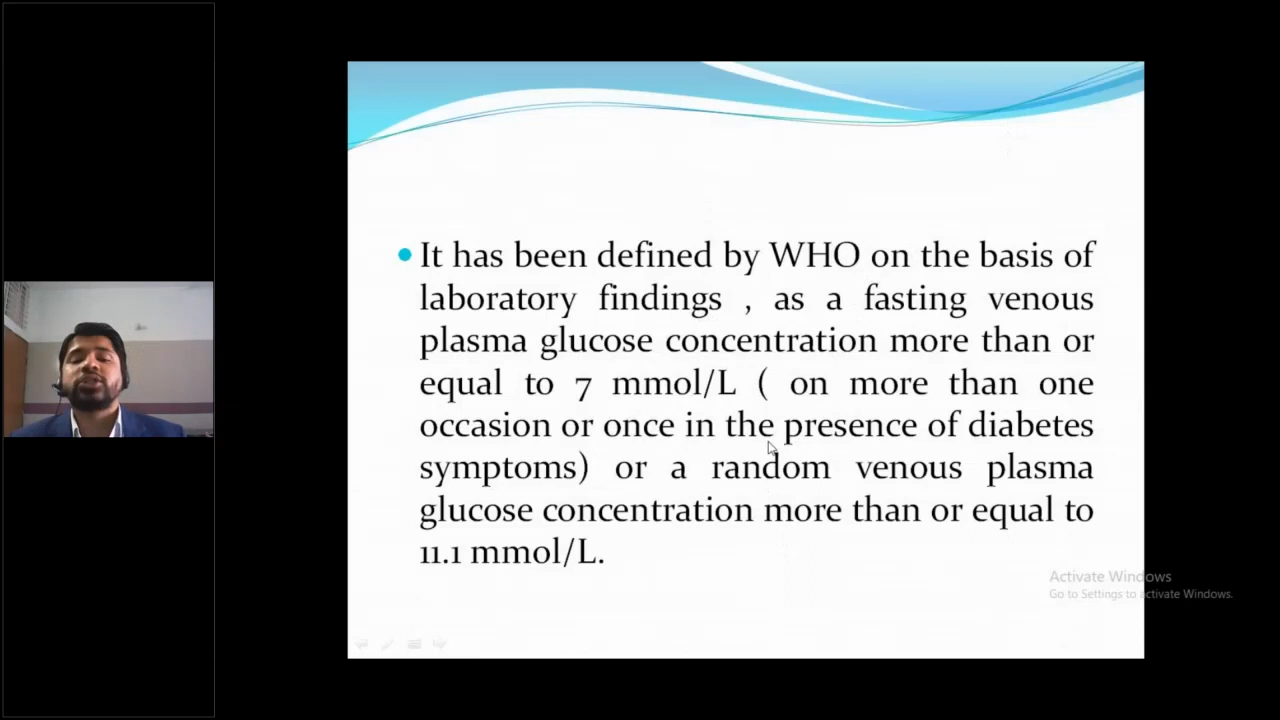 It has been defined by WHO on the basis of
laboratory findings , as a fasting venous
plasma glucose concentration more than or
equal to 7 mmol/L ( on more than one
occasion or once in the presence of diabetes
symptoms) or a random venous plasma
glucose concentration more than or equal to
11.1 mmol/L.
Activate Windows
Go to Settings to activate Windows.